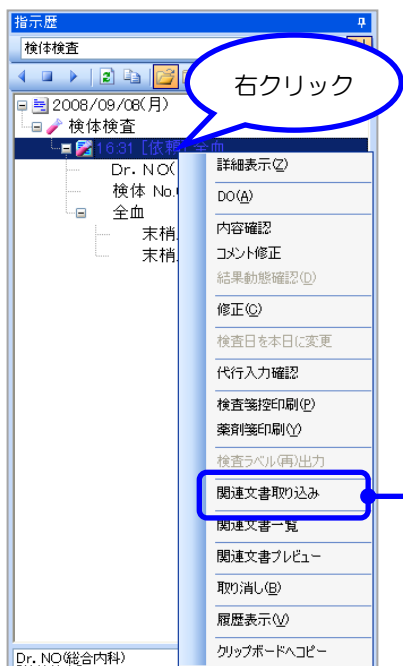 指示歴
検体検査
右クリック
2008/09/08(月)
検体検査
16:31 [依頼] 全血
Dr. NO(
検体 No.
全血
末梢
末梢
詳細表示(Z)
DO(A)
内容確認
コメント修正
結果動態確認(D)
修正(C)
検査日を本日に変更
代行入力確認
検査箋控印刷(P)
薬剤箋印刷(Y)
検査ラベル(再)出力
関連文書取り込み
関連文書一覧
関連文書プレビュー
取り消し(B)
履歴表示(V)
クリップボードへコピー
Dr. NO(総合内科)